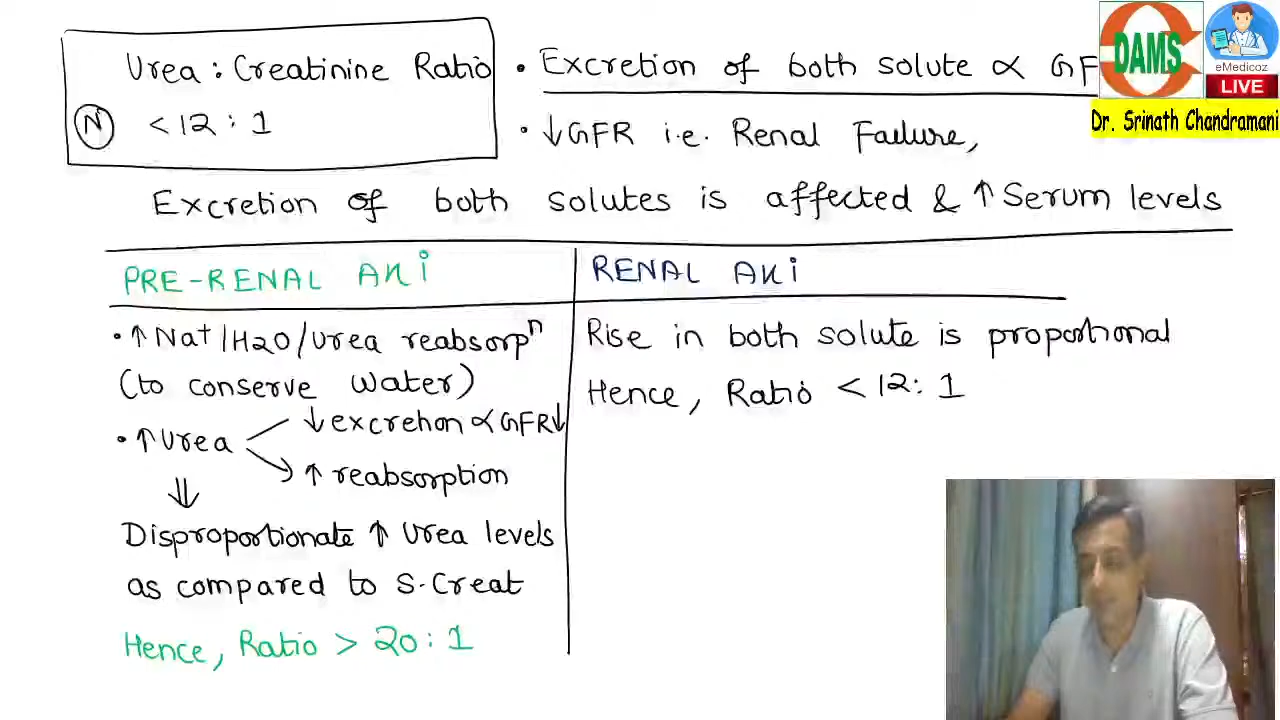 Urea : Creatinine Ratio
N < 12 : 1
• Excretion of both solute ∝ GF
• ↓ GFR i.e. Renal Failure,
Excretion of both solutes is affected & ↑ Serum levels
DAMS
eMedicoz
LIVE
Dr. Srinath Chandramani
PRE-RENAL AKi
• ↑ Na+/H2O/Urea reabsorpn
(to conserve water)
• ↑ Urea
↓ excretion ∝ GFR↓
↑ reabsorption
⇓
Disproportionate ↑ Urea levels
as compared to S.Creat
Hence, Ratio > 20 : 1
RENAL AKi
Rise in both solute is proportional
Hence, Ratio < 12 : 1